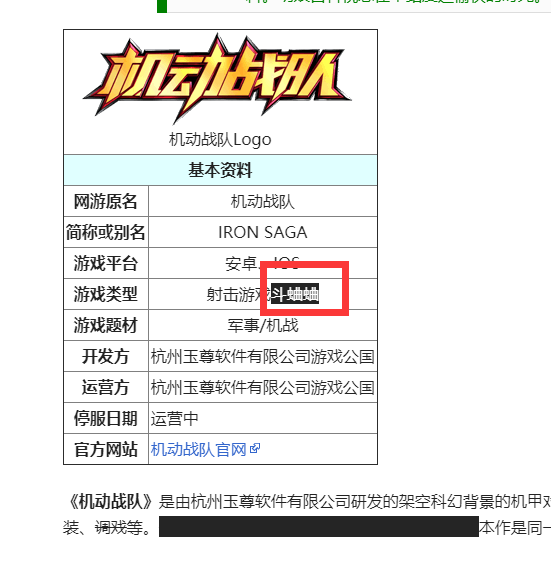 机动战队
机动战队Logo
基本资料
网游原名 机动战队
简称或别名 IRON SAGA
游戏平台 安卓、IOS
游戏类型 射击游戏斗蛐蛐
游戏题材 军事/机战
开发方 杭州玉尊软件有限公司游戏公国
运营方 杭州玉尊软件有限公司游戏公国
停服日期 运营中
官方网站 机动战队官网
《机动战队》是由杭州玉尊软件有限公司研发的架空科幻背景的机甲
装、调戏等。本作是同一